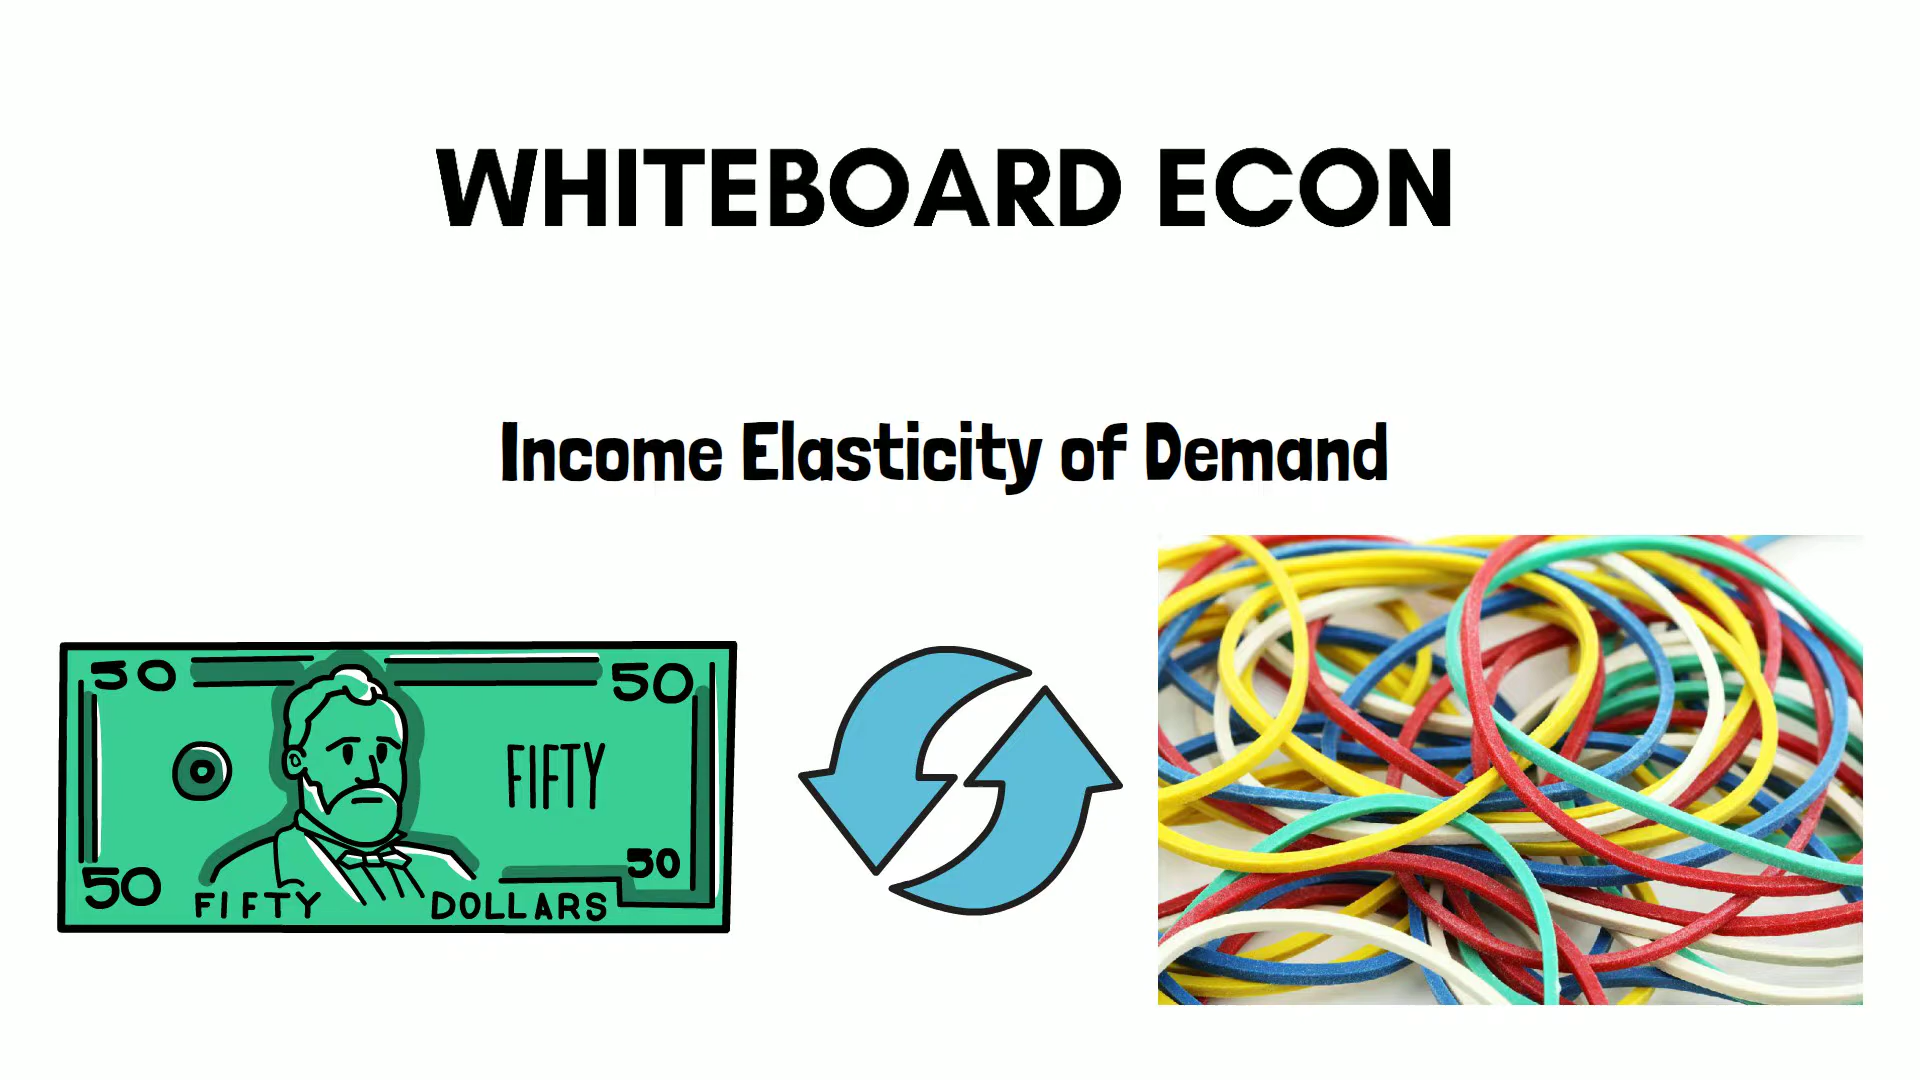 WHITEBOARD ECON
Income Elasticity of Demand
50 50
FIFTY
50 50
FIFTY DOLLARS